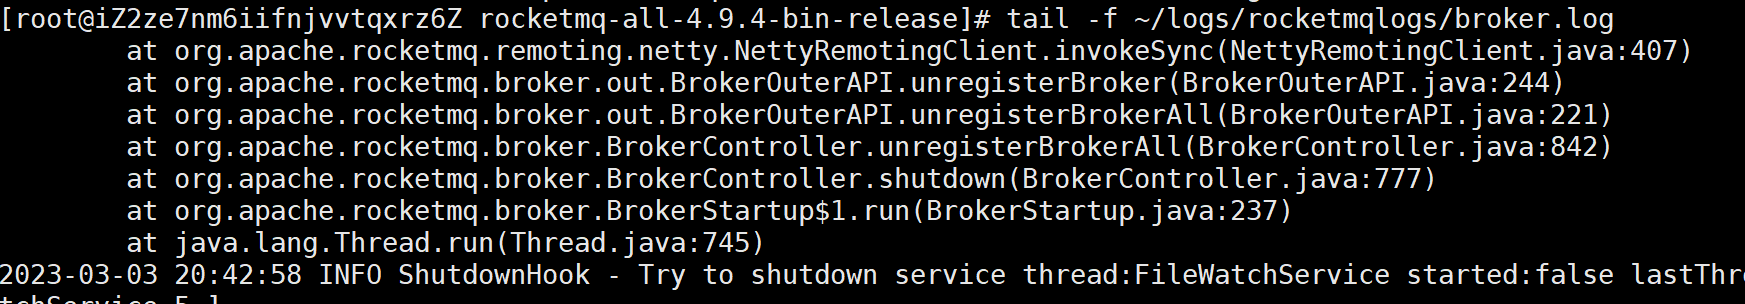 [root@iZ2ze7nm6iifnjvvtqxrz6Z rocketmq-all-4.9.4-bin-release]# tail -f ~/logs/rocketmqlogs/broker.log
        at org.apache.rocketmq.remoting.netty.NettyRemotingClient.invokeSync(NettyRemotingClient.java:407)
        at org.apache.rocketmq.broker.out.BrokerOuterAPI.unregisterBroker(BrokerOuterAPI.java:244)
        at org.apache.rocketmq.broker.out.BrokerOuterAPI.unregisterBrokerAll(BrokerOuterAPI.java:221)
        at org.apache.rocketmq.broker.BrokerController.unregisterBrokerAll(BrokerController.java:842)
        at org.apache.rocketmq.broker.BrokerController.shutdown(BrokerController.java:777)
        at org.apache.rocketmq.broker.BrokerStartup$1.run(BrokerStartup.java:237)
        at java.lang.Thread.run(Thread.java:745)
2023-03-03 20:42:58 INFO ShutdownHook - Try to shutdown service thread:FileWatchService started:false lastThre